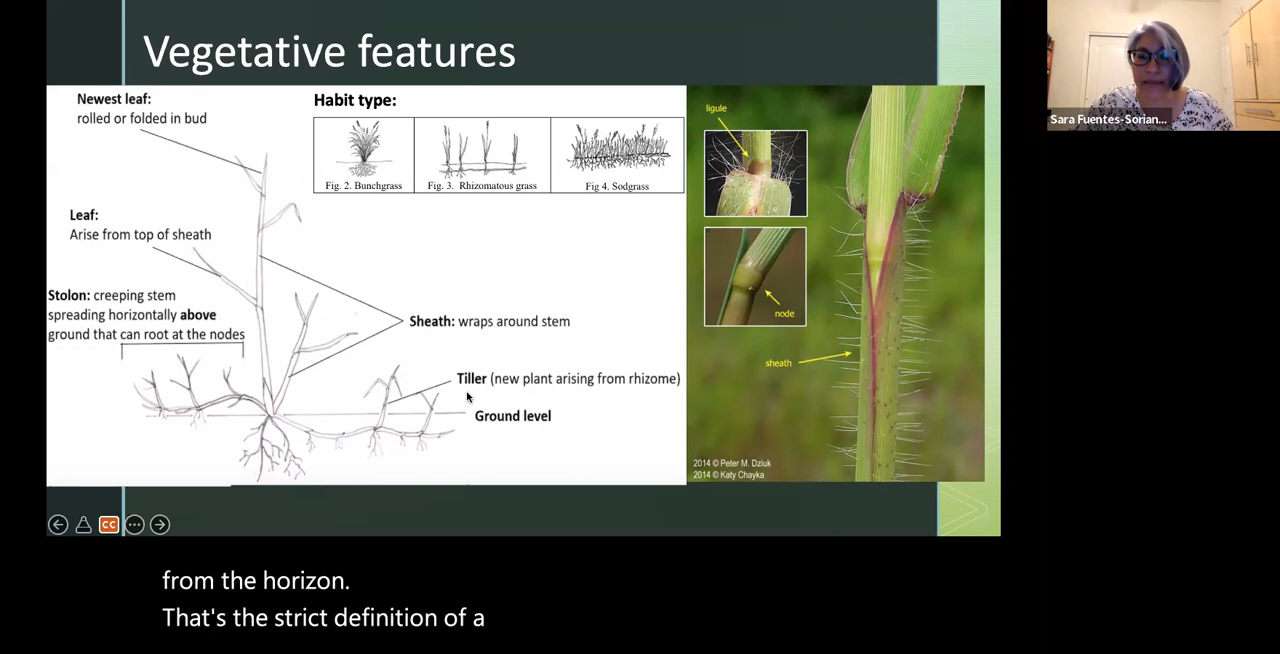 Vegetative features
Newest leaf:
rolled or folded in bud
Leaf:
Arise from top of sheath
Stolon: creeping stem
spreading horizontally above
ground that can root at the nodes
Habit type:
Fig. 2. Bunchgrass
Fig. 3. Rhizomatous grass
Fig 4. Sodgrass
Sheath: wraps around stem
Tiller (new plant arising from rhizome)
Ground level
ligule
node
sheath
2014 © Peter M. Dziuk
2014 © Katy Chayka
Sara Fuentes-Sorian...
CC
from the horizon.
That's the strict definition of a